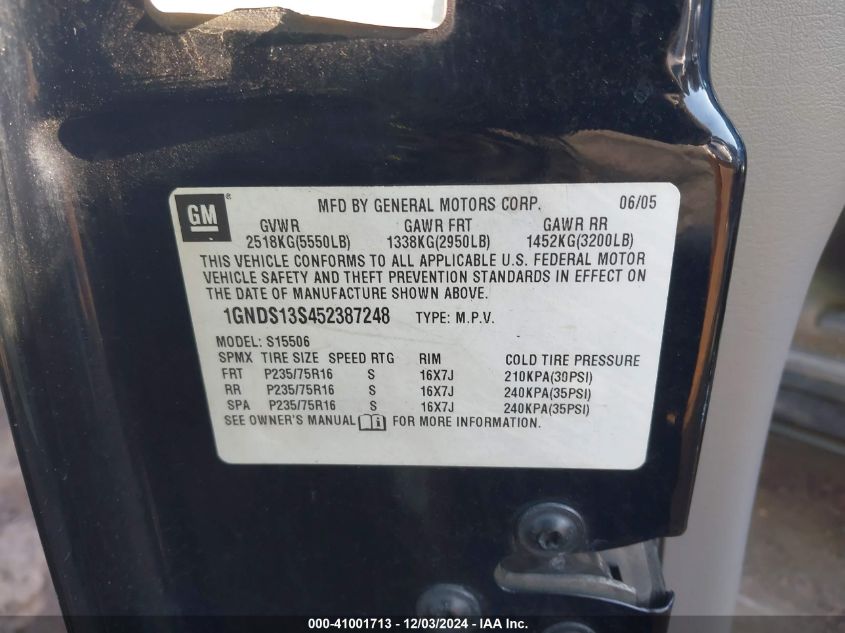 GM ®
MFD BY GENERAL MOTORS CORP. 06/05
GVWR GAWR FRT GAWR RR
2518KG(5550LB) 1338KG(2950LB) 1452KG(3200LB)
THIS VEHICLE CONFORMS TO ALL APPLICABLE U.S. FEDERAL MOTOR
VEHICLE SAFETY AND THEFT PREVENTION STANDARDS IN EFFECT ON
THE DATE OF MANUFACTURE SHOWN ABOVE.
1GNDS13S452387248 TYPE: M.P.V.
MODEL: S15506
SPMX TIRE SIZE SPEED RTG RIM COLD TIRE PRESSURE
FRT P235/75R16 S 16X7J 210KPA(30PSI)
RR P235/75R16 S 16X7J 240KPA(35PSI)
SPA P235/75R16 S 16X7J 240KPA(35PSI)
SEE OWNER'S MANUAL FOR MORE INFORMATION.
000-41001713 - 12/03/2024 - IAA Inc.